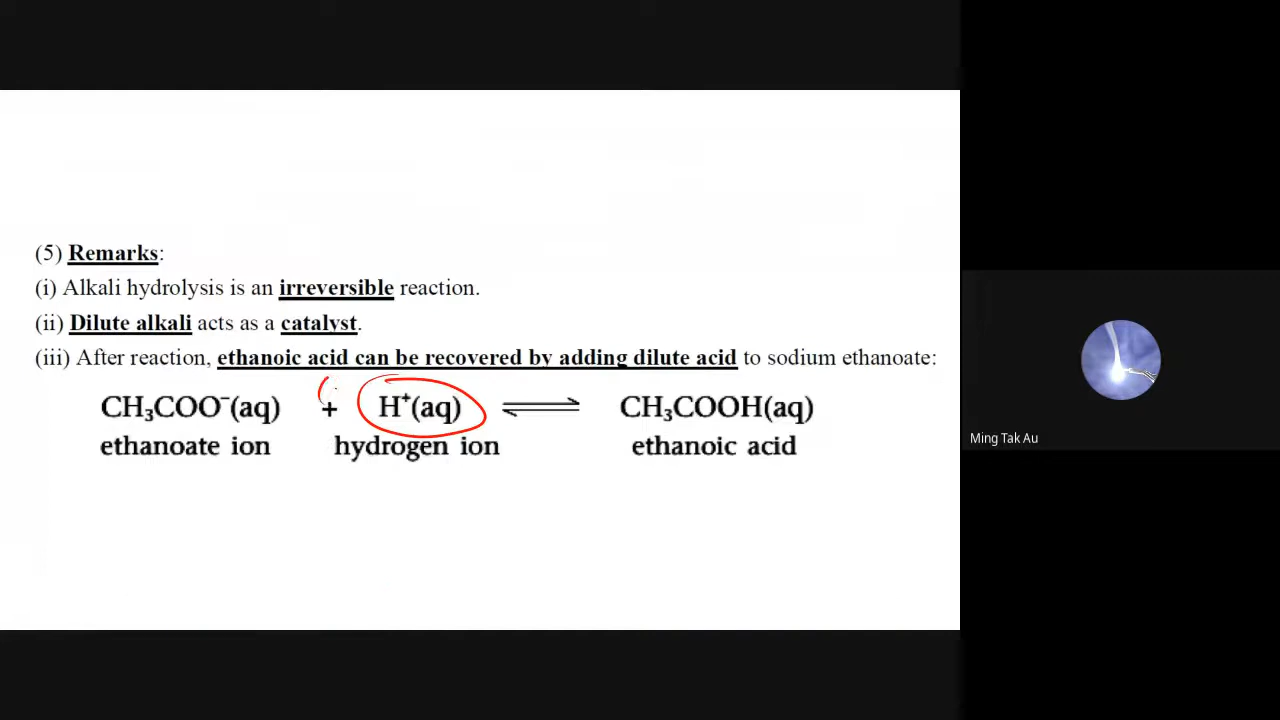 (5) Remarks:
(i) Alkali hydrolysis is an irreversible reaction.
(ii) Dilute alkali acts as a catalyst.
(iii) After reaction, ethanoic acid can be recovered by adding dilute acid to sodium ethanoate:
CH₃COO⁻(aq) + H⁺(aq) ⇌ CH₃COOH(aq)
ethanoate ion hydrogen ion ethanoic acid
Ming Tak Au